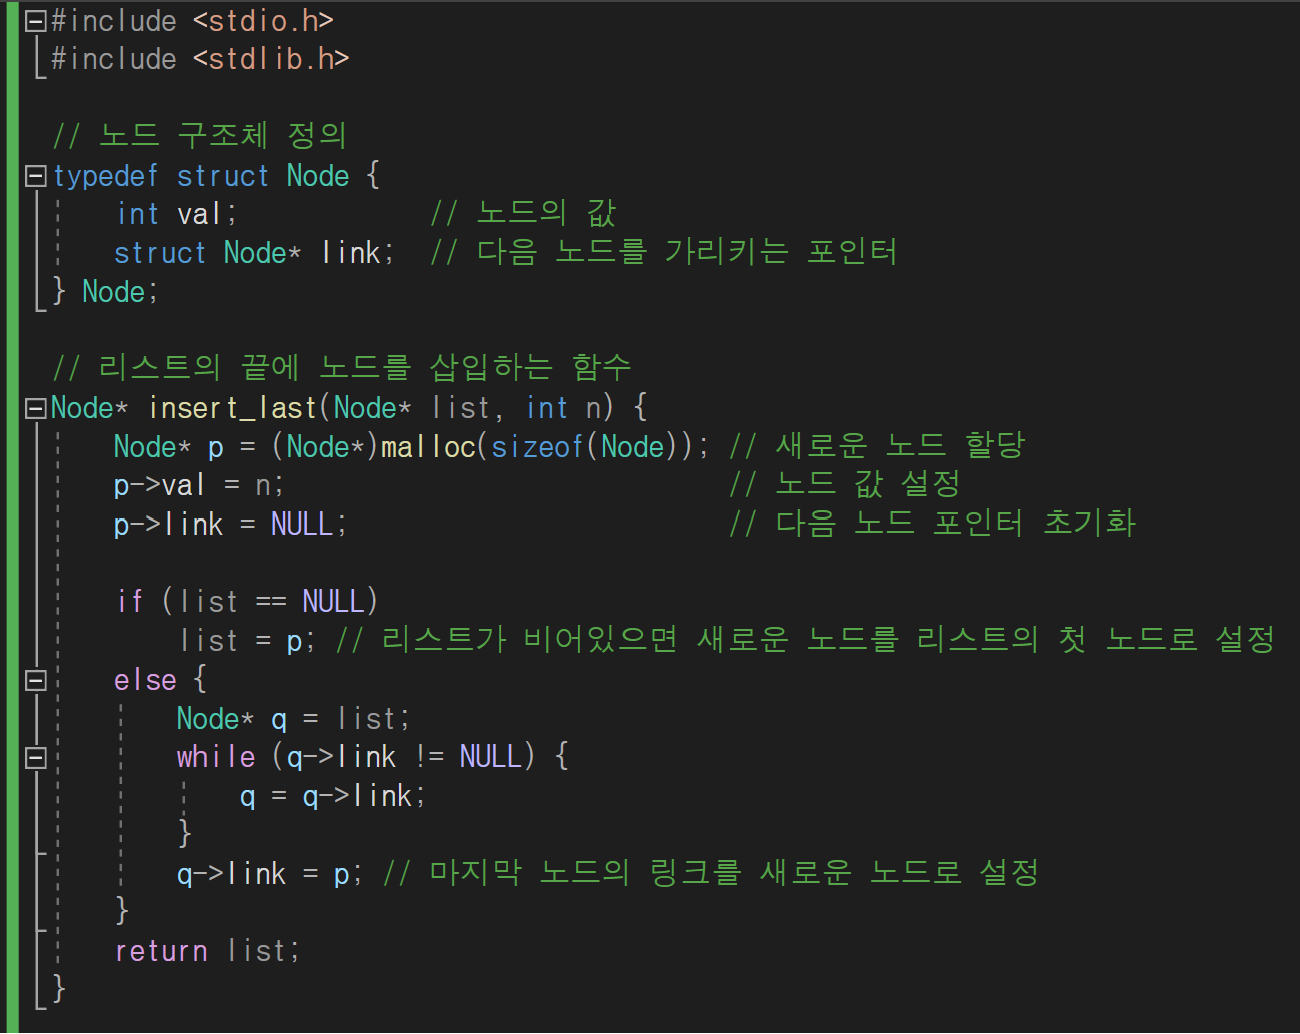 #include <stdio.h>
#include <stdlib.h>
// 노드 구조체 정의
typedef struct Node {
    int val;            // 노드의 값
    struct Node* link;  // 다음 노드를 가리키는 포인터
} Node;
// 리스트의 끝에 노드를 삽입하는 함수
Node* insert_last(Node* list, int n) {
    Node* p = (Node*)malloc(sizeof(Node)); // 새로운 노드 할당
    p->val = n;                            // 노드 값 설정
    p->link = NULL;                        // 다음 노드 포인터 초기화
    if (list == NULL)
        list = p; // 리스트가 비어있으면 새로운 노드를 리스트의 첫 노드로 설정
    else {
        Node* q = list;
        while (q->link != NULL) {
            q = q->link;
        }
        q->link = p; // 마지막 노드의 링크를 새로운 노드로 설정
    }
    return list;
}